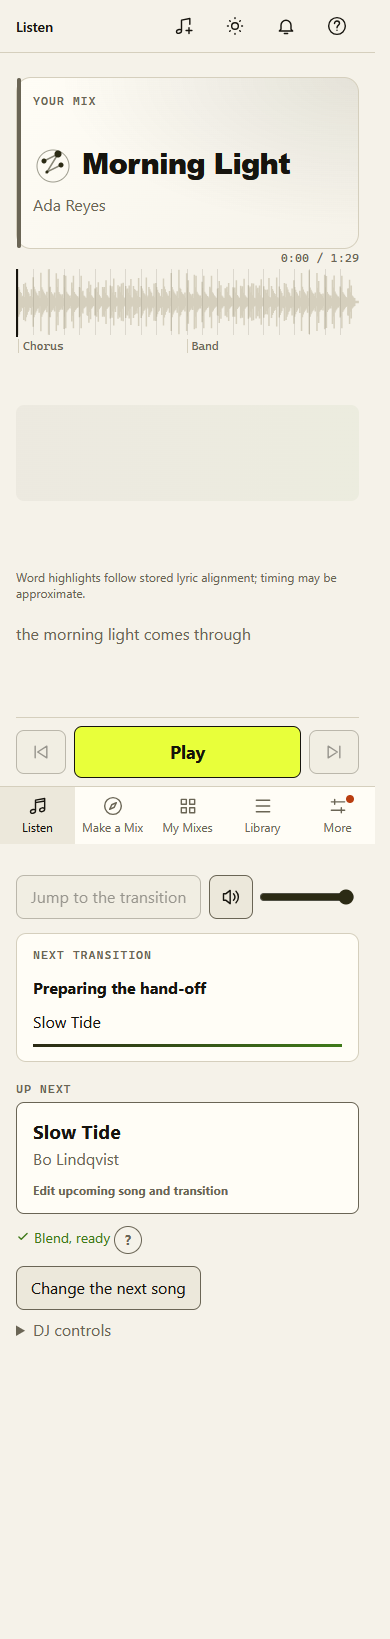 Listen
YOUR MIX
Morning Light
Ada Reyes
0:00 / 1:29
Chorus
Band
Word highlights follow stored lyric alignment; timing may be
approximate.
the morning light comes through
Play
Listen
Make a Mix
My Mixes
Library
More
Jump to the transition
NEXT TRANSITION
Preparing the hand-off
Slow Tide
UP NEXT
Slow Tide
Bo Lindqvist
Edit upcoming song and transition
Blend, ready ?
Change the next song
DJ controls